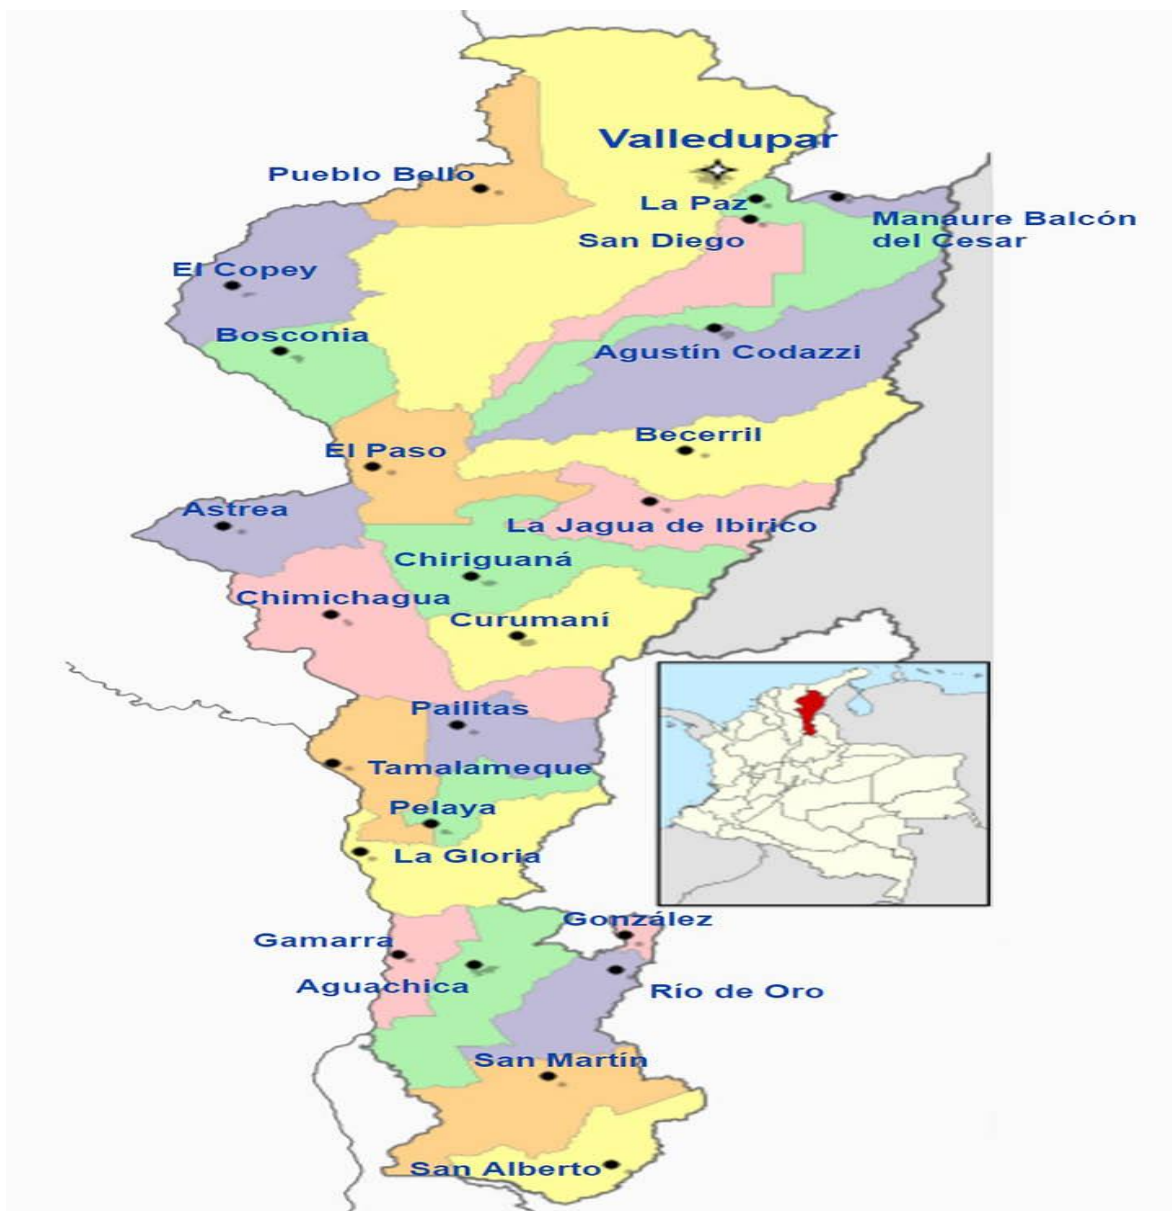 Valledupar
Pueblo Bello
La Paz
Manaure Balcón
del Cesar
San Diego
El Copey
Bosconia
Agustín Codazzi
Becerril
El Paso
Astrea
La Jagua de Ibirico
Chiriguaná
Chimichagua
Curumaní
Pailitas
Tamalameque
Pelaya
La Gloria
González
Gamarra
Aguachica
Río de Oro
San Martín
San Alberto